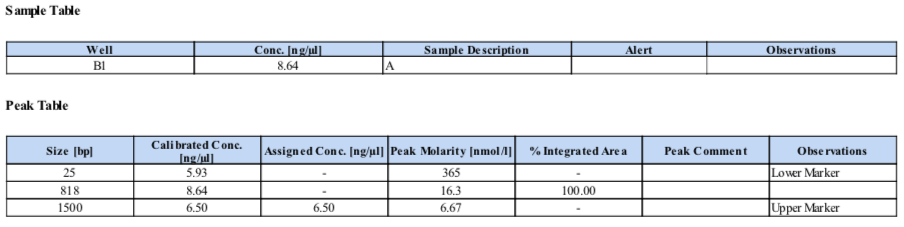 Sample Table
Well Conc. [ng/µl] Sample Description Alert Observations
B1 8.64 A
Peak Table
Size [bp] Calibrated Conc. [ng/µl] Assigned Conc. [ng/µl] Peak Molarity [nmol/l] % Integrated Area Peak Comment Observations
25 5.93 - 365 - Lower Marker
818 8.64 - 16.3 100.00
1500 6.50 6.50 6.67 - Upper Marker